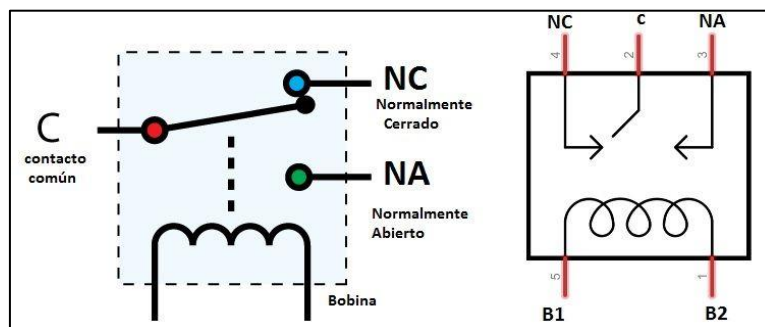 NC
Normalmente
Cerrado
C
contacto
común
NA
Normalmente
Abierto
Bobina
NC
c
NA
4
2
3
5
1
B1
B2